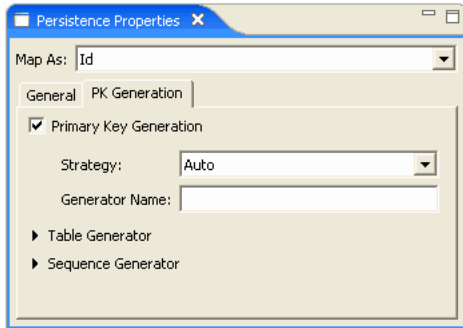 Persistence Properties
Map As: Id
General PK Generation
Primary Key Generation
Strategy: Auto
Generator Name:
Table Generator
Sequence Generator